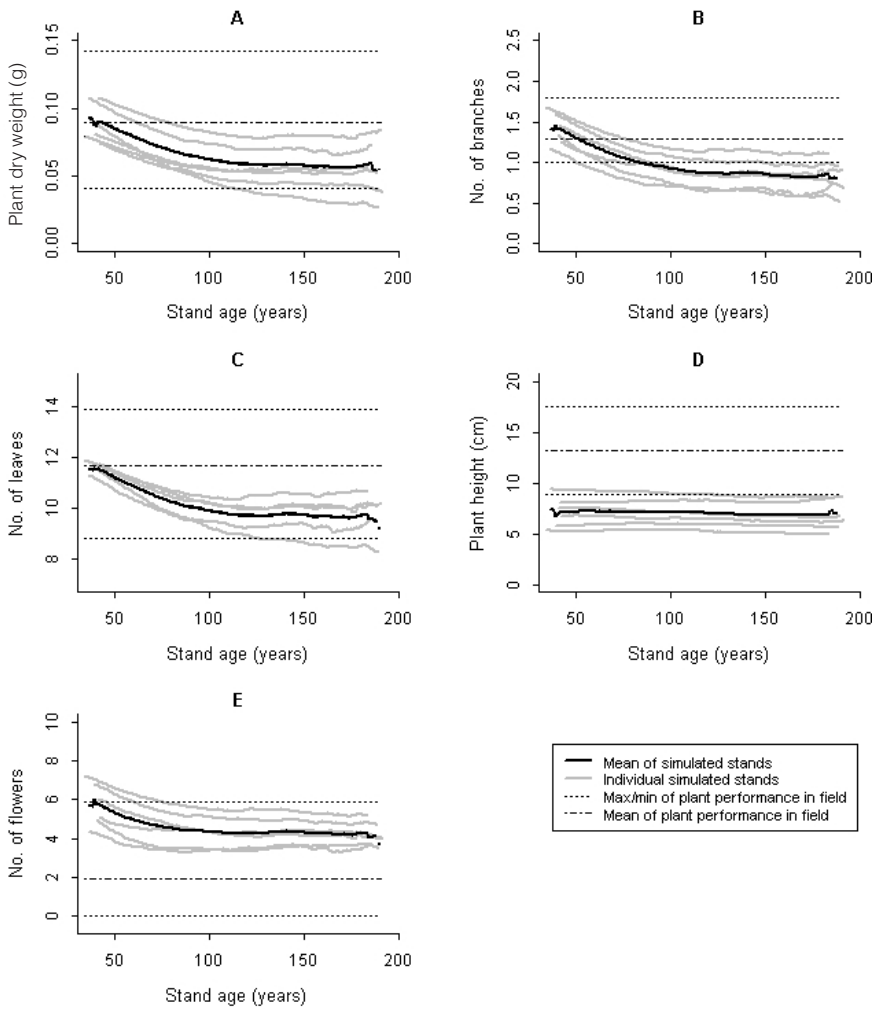 A
Plant dry weight (g)
0.15
0.10
0.05
0.00
50 100 150 200
Stand age (years)
B
No. of branches
2.5
2.0
1.5
1.0
0.5
0.0
50 100 150 200
Stand age (years)
C
No. of leaves
14
12
10
8
50 100 150 200
Stand age (years)
D
Plant height (cm)
20
15
10
5
0
50 100 150 200
Stand age (years)
E
No. of flowers
10
8
6
4
2
0
50 100 150 200
Stand age (years)
Mean of simulated stands
Individual simulated stands
Max/min of plant performance in field
Mean of plant performance in field